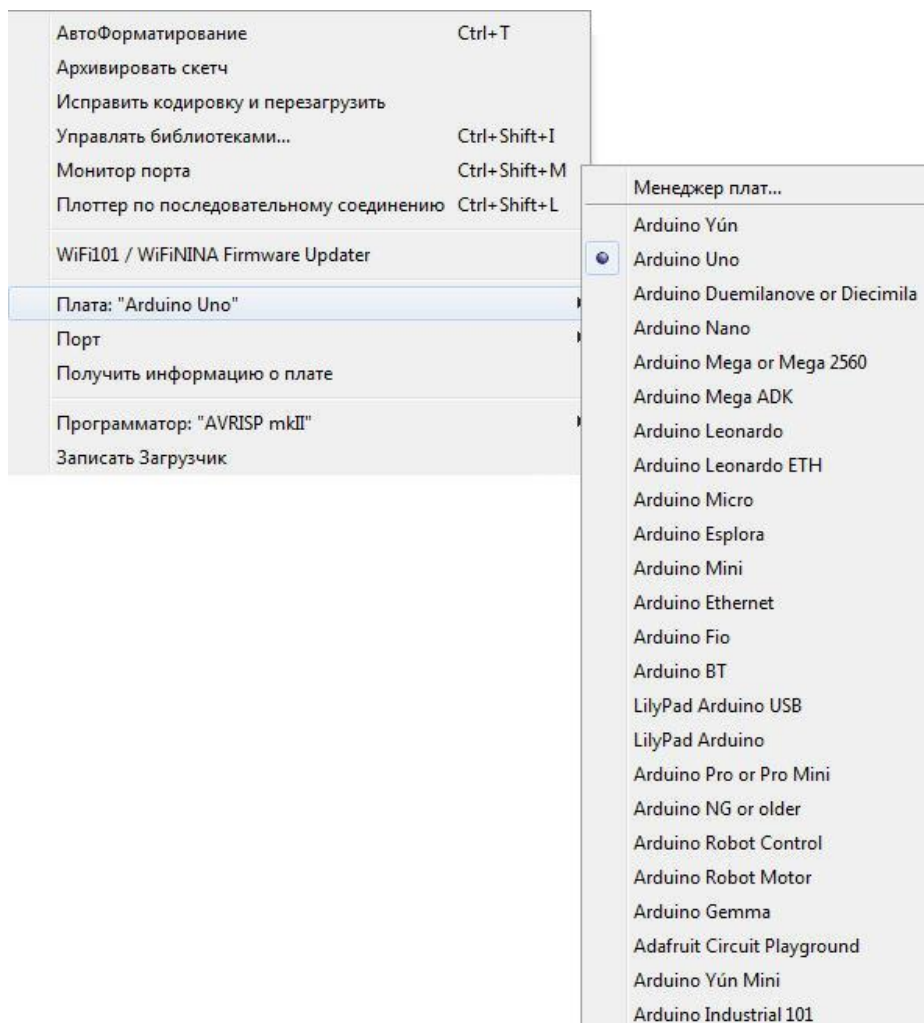 АвтоФорматирование Ctrl+T
Архивировать скетч
Исправить кодировку и перезагрузить
Управлять библиотеками... Ctrl+Shift+I
Монитор порта Ctrl+Shift+M
Плоттер по последовательному соединению Ctrl+Shift+L
WiFi101 / WiFiNINA Firmware Updater
Плата: "Arduino Uno"
Порт
Получить информацию о плате
Программатор: "AVRISP mkII"
Записать Загрузчик
Менеджер плат...
Arduino Yún
Arduino Uno
Arduino Duemilanove or Diecimila
Arduino Nano
Arduino Mega or Mega 2560
Arduino Mega ADK
Arduino Leonardo
Arduino Leonardo ETH
Arduino Micro
Arduino Esplora
Arduino Mini
Arduino Ethernet
Arduino Fio
Arduino BT
LilyPad Arduino USB
LilyPad Arduino
Arduino Pro or Pro Mini
Arduino NG or older
Arduino Robot Control
Arduino Robot Motor
Arduino Gemma
Adafruit Circuit Playground
Arduino Yún Mini
Arduino Industrial 101